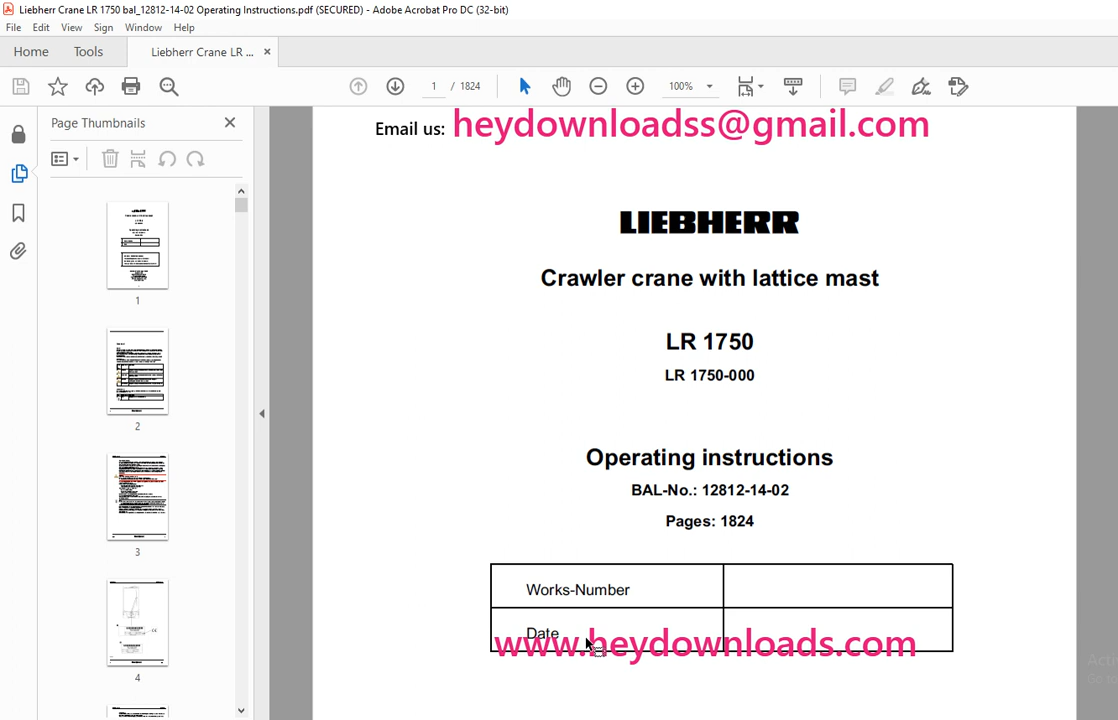 Liebherr Crane LR 1750 bal_12812-14-02 Operating Instructions.pdf (SECURED) - Adobe Acrobat Pro DC (32-bit)
File Edit View Sign Window Help
Home Tools Liebherr Crane LR ... ×
1 / 1824 100%
Page Thumbnails
1
2
3
4
Email us: heydownloadss@gmail.com
LIEBHERR
Crawler crane with lattice mast
LR 1750
LR 1750-000
Operating instructions
BAL-No.: 12812-14-02
Pages: 1824
Works-Number
Date
www.heydownloads.com